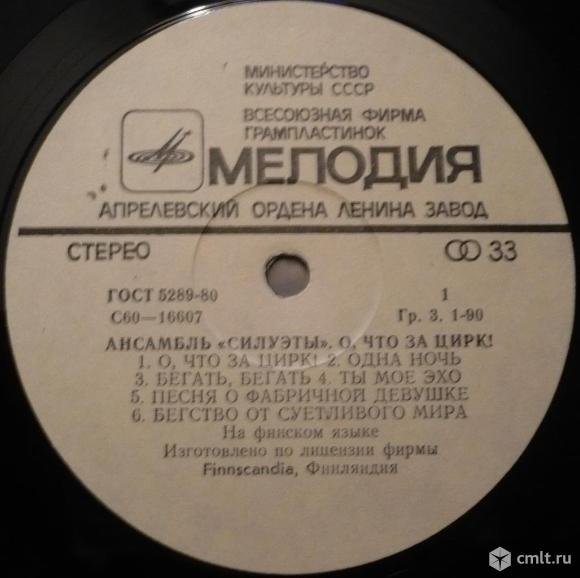 МИНИСТЕРСТВО
КУЛЬТУРЫ СССР
ВСЕСОЮЗНАЯ ФИРМА
ГРАМПЛАСТИНОК
МЕЛОДИЯ
АПРЕЛЕВСКИЙ ОРДЕНА ЛЕНИНА ЗАВОД
СТЕРЕО 33
ГОСТ 5289-80 1
С60—16607 Гр. 3. 1-90
АНСАМБЛЬ «СИЛУЭТЫ». О, ЧТО ЗА ЦИРК!
1. О, ЧТО ЗА ЦИРК! 2. ОДНА НОЧЬ
3. БЕГАТЬ, БЕГАТЬ 4. ТЫ МОЕ ЭХО
5. ПЕСНЯ О ФАБРИЧНОЙ ДЕВУШКЕ
6. БЕГСТВО ОТ СУЕТЛИВОГО МИРА
На финском языке
Изготовлено по лицензии фирмы
Finnscandia, Финляндия
cmlt.ru